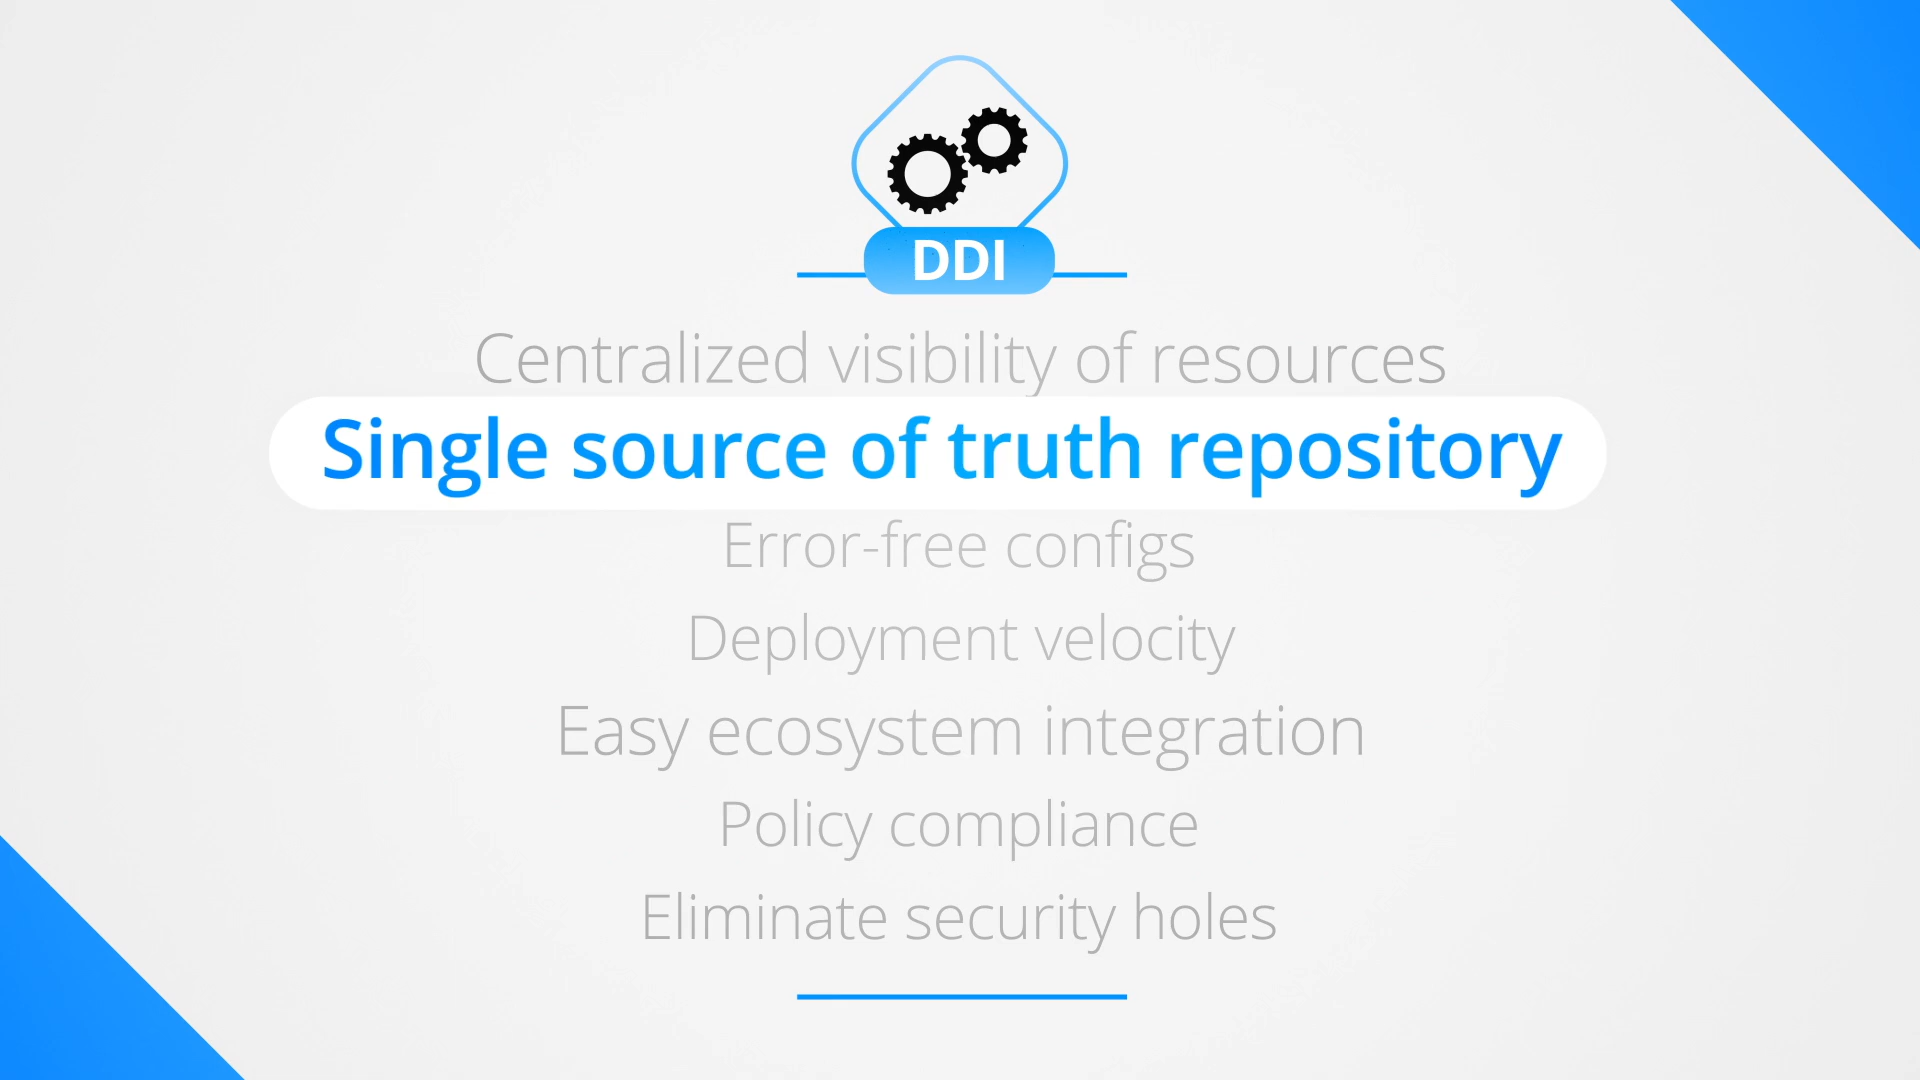 DDI
Centralized visibility of resources
Single source of truth repository
Error-free configs
Deployment velocity
Easy ecosystem integration
Policy compliance
Eliminate security holes